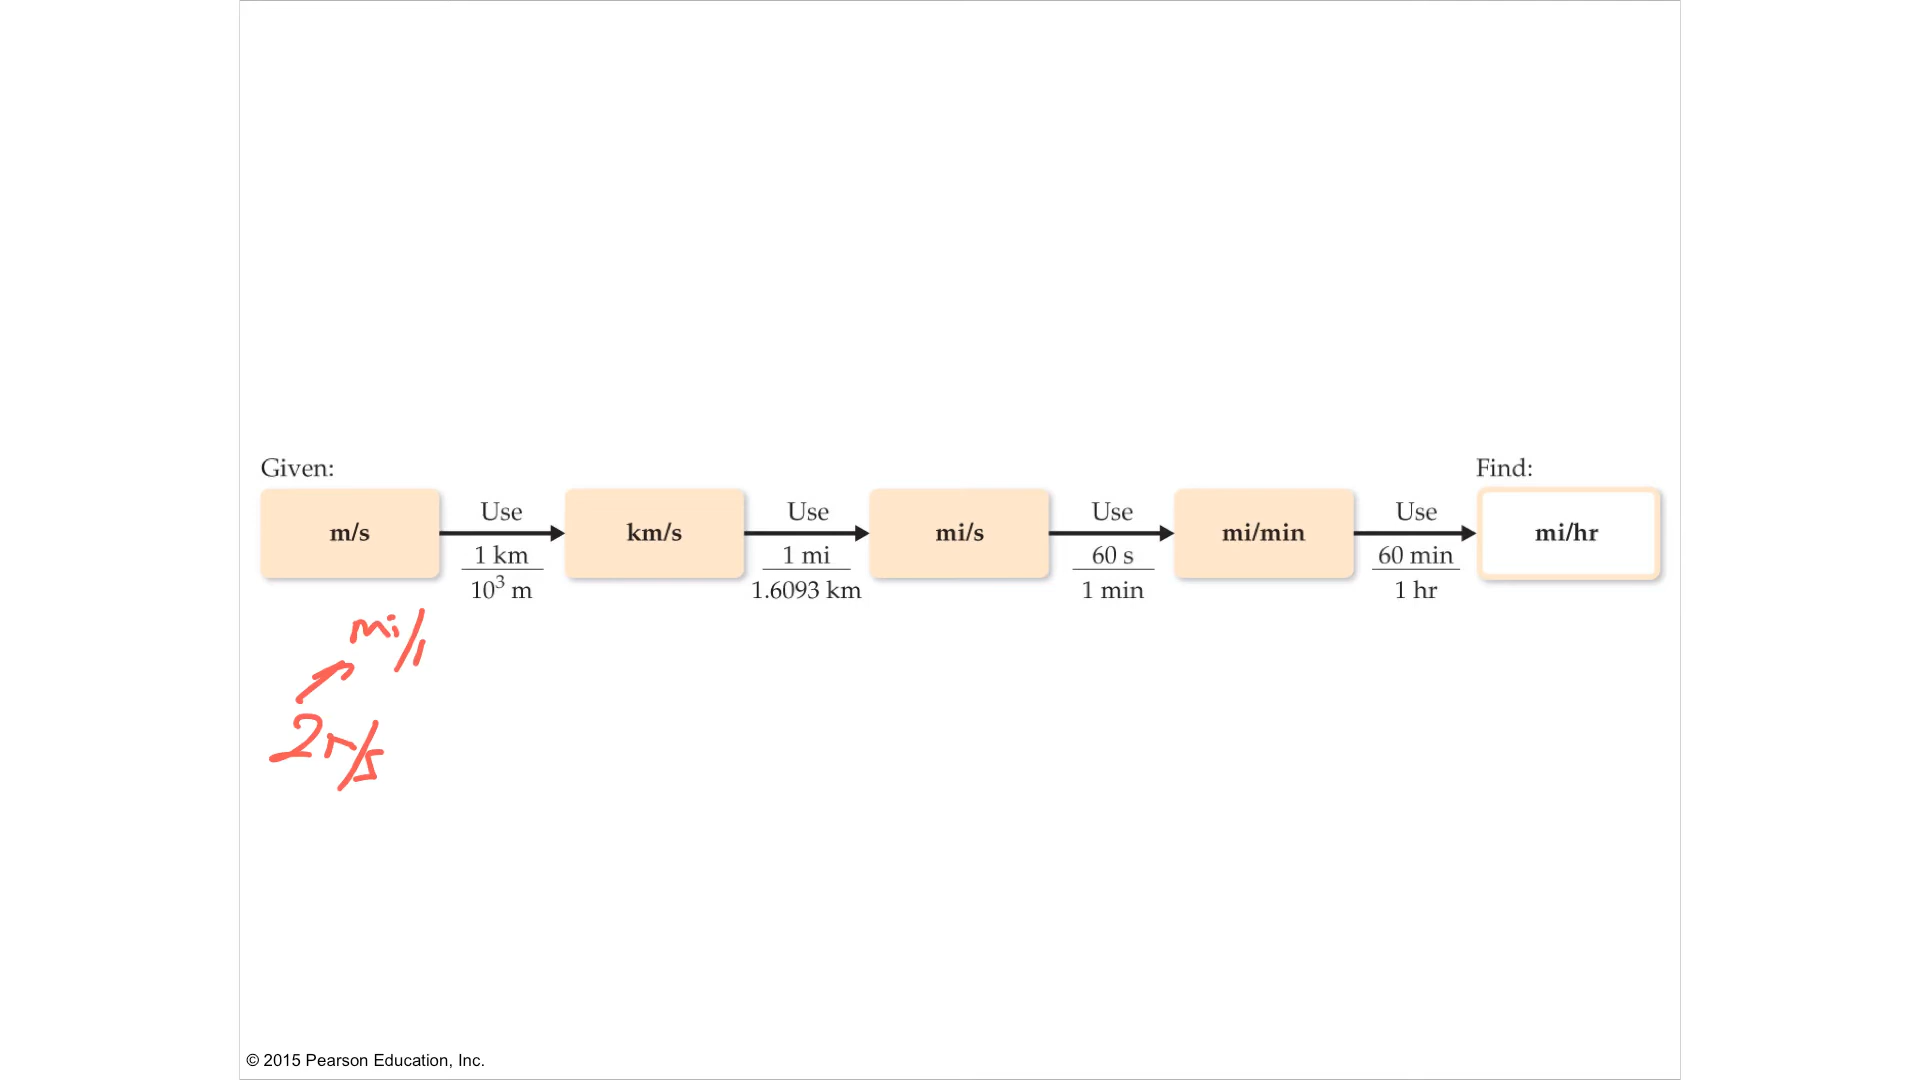 Given:
Find:
m/s
Use
1 km
10³ m
km/s
Use
1 mi
1.6093 km
mi/s
Use
60 s
1 min
mi/min
Use
60 min
1 hr
mi/hr
© 2015 Pearson Education, Inc.